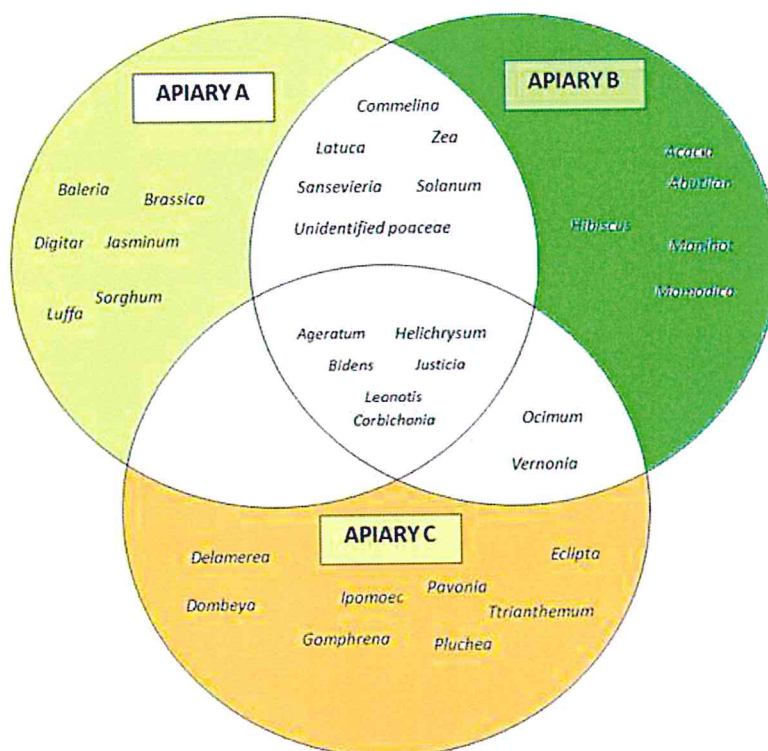 APIARY A
APIARY B
Commelina
Latuca
Zea
Sansevieria
Solanum
Unidentified poaceae
Baleria
Brassica
Digitar
Jasminum
Luffa
Sorghum
Acacia
Abutilan
Hibiscus
Manihot
Momodica
Ageratum
Helichrysum
Bidens
Justicia
Leonotis
Corbichonia
Ocimum
Vernonia
APIARY C
Delamerea
Eclipta
Dombeya
Ipomoec
Pavonia
Ttrianthemum
Gomphrena
Pluchea